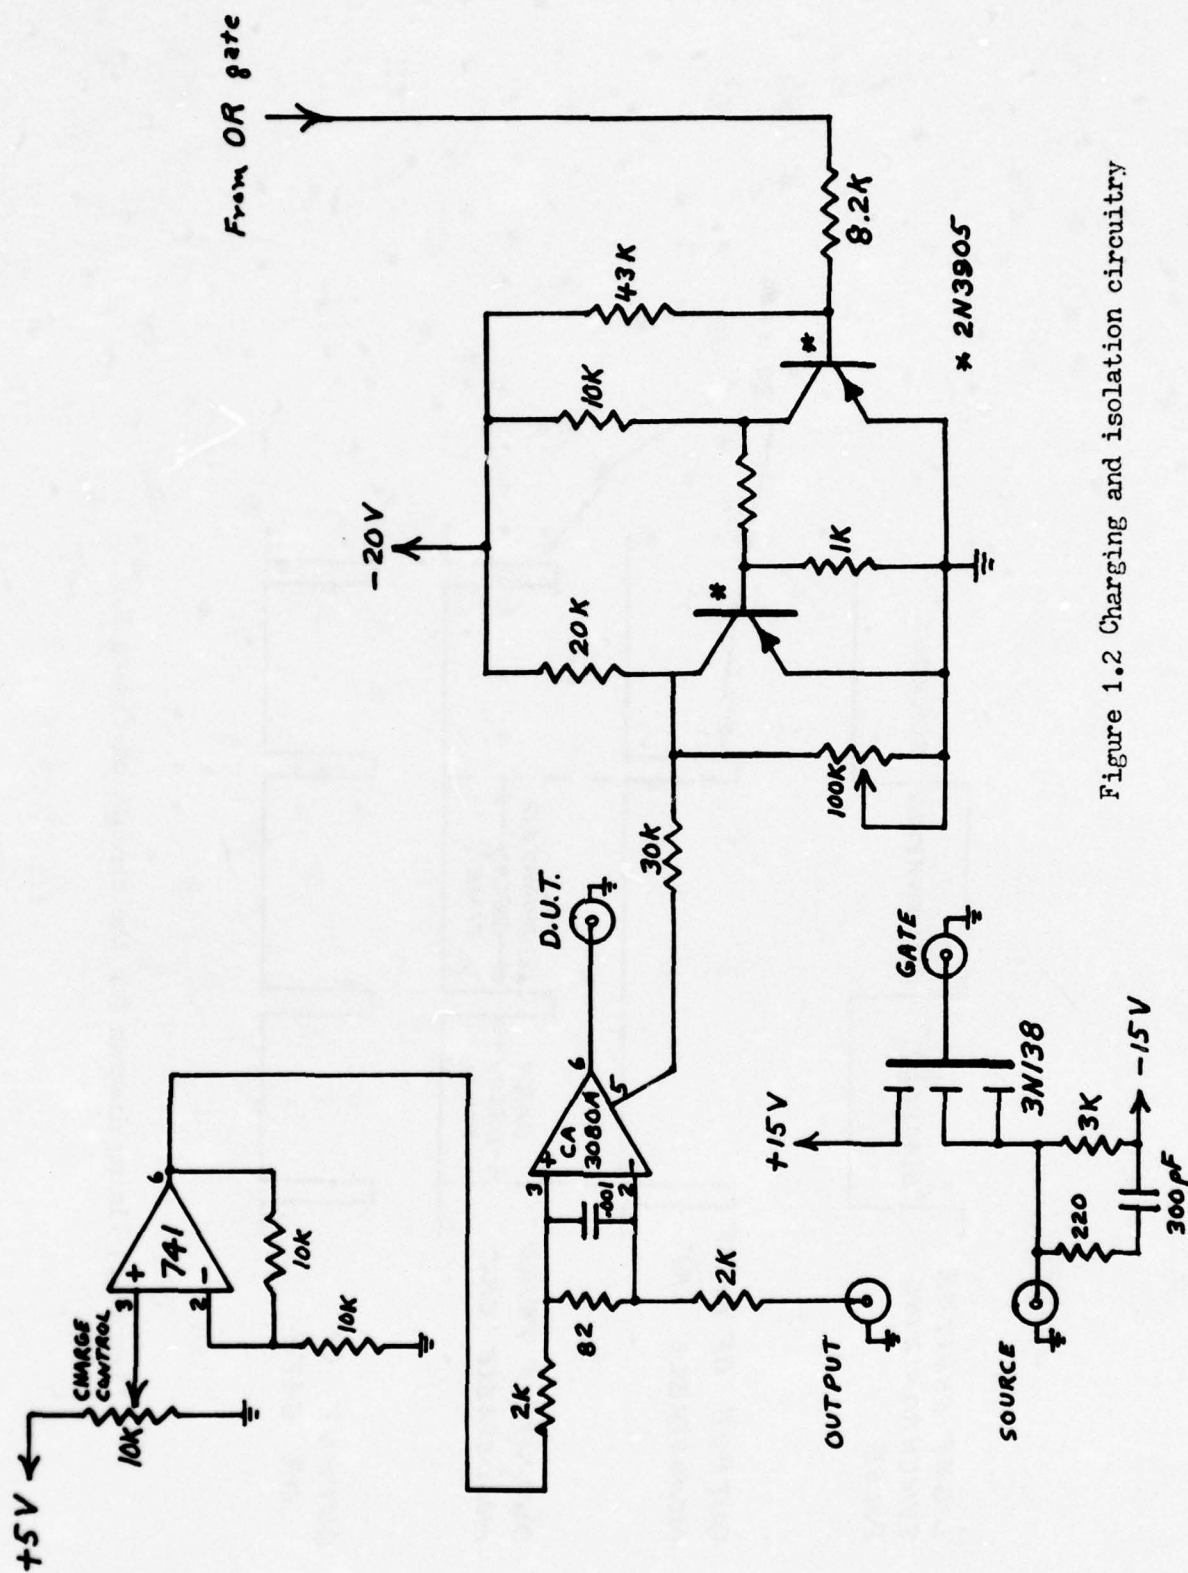 From OR gate
-20V
43K
10K
8.2K
20K
*
*
1K
* 2N3905
100K
30K
D.U.T.
6
5
CA
3080A
+
-
3
2
.001
82
2K
2K
OUTPUT
+5V
CHARGE
CONTROL
10K
3
2
+
-
741
6
10K
10K
+15V
GATE
3N138
3K
-15V
220
300pF
SOURCE
Figure 1.2 Charging and isolation circuitry